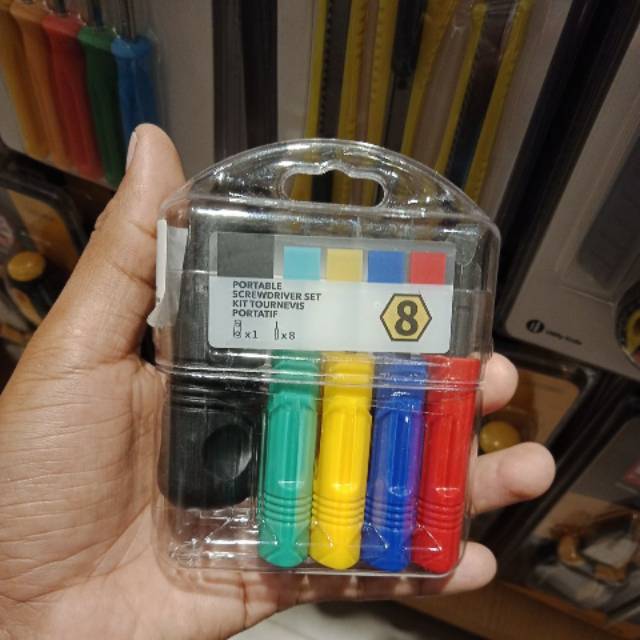 PORTABLE
SCREWDRIVER SET
KIT TOURNEVIS
PORTATIF
x1 x8
8